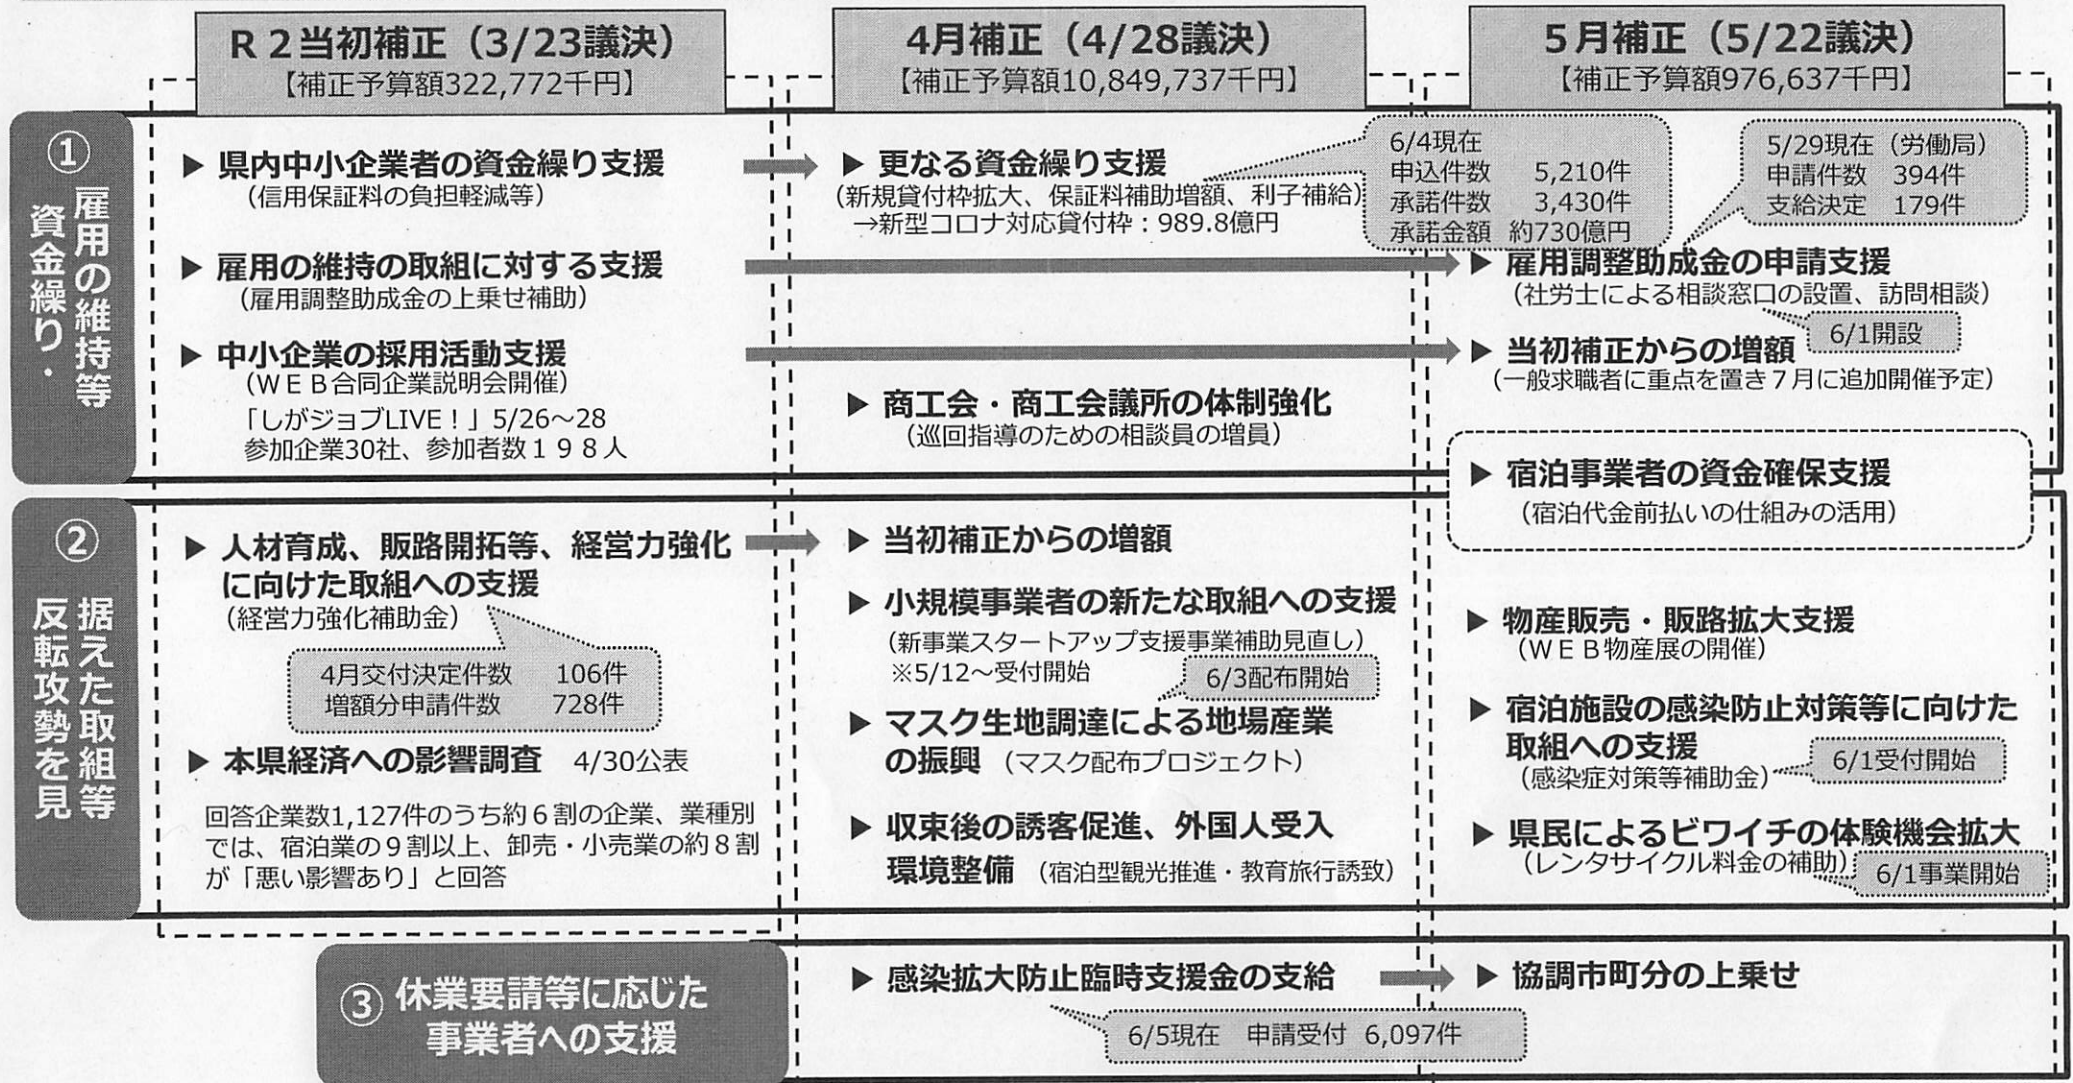 R２当初補正（3/23議決）
【補正予算額322,772千円】
4月補正（4/28議決）
【補正予算額10,849,737千円】
5月補正（5/22議決）
【補正予算額976,637千円】
①
資金繰り・
雇用の維持等
▶ 県内中小企業者の資金繰り支援
（信用保証料の負担軽減等）
▶ 雇用の維持の取組に対する支援
（雇用調整助成金の上乗せ補助）
▶ 中小企業の採用活動支援
（ＷＥＢ合同企業説明会開催）
「しがジョブLIVE！」5/26～28
参加企業30社、参加者数１９８人
▶ 更なる資金繰り支援
（新規貸付枠拡大、保証料補助増額、利子補給）
→新型コロナ対応貸付枠：989.8億円
6/4現在
申込件数 5,210件
承諾件数 3,430件
承諾金額 約730億円
▶ 商工会・商工会議所の体制強化
（巡回指導のための相談員の増員）
5/29現在（労働局）
申請件数 394件
支給決定 179件
▶ 雇用調整助成金の申請支援
（社労士による相談窓口の設置、訪問相談）
6/1開設
▶ 当初補正からの増額
（一般求職者に重点を置き７月に追加開催予定）
▶ 宿泊事業者の資金確保支援
（宿泊代金前払いの仕組みの活用）
②
反転攻勢を見
据えた取組等
▶ 人材育成、販路開拓等、経営力強化
に向けた取組への支援
（経営力強化補助金）
4月交付決定件数 106件
増額分申請件数 728件
▶ 本県経済への影響調査 4/30公表
回答企業数1,127件のうち約６割の企業、業種別
では、宿泊業の９割以上、卸売・小売業の約８割
が「悪い影響あり」と回答
▶ 当初補正からの増額
▶ 小規模事業者の新たな取組への支援
（新事業スタートアップ支援事業補助見直し）
※5/12～受付開始
6/3配布開始
▶ マスク生地調達による地場産業
の振興（マスク配布プロジェクト）
▶ 収束後の誘客促進、外国人受入
環境整備（宿泊型観光推進・教育旅行誘致）
▶ 物産販売・販路拡大支援
（ＷＥＢ物産展の開催）
▶ 宿泊施設の感染防止対策等に向けた
取組への支援
（感染症対策等補助金）
6/1受付開始
▶ 県民によるビワイチの体験機会拡大
（レンタサイクル料金の補助）
6/1事業開始
③ 休業要請等に応じた
事業者への支援
▶ 感染拡大防止臨時支援金の支給
6/5現在 申請受付 6,097件
▶ 協調市町分の上乗せ